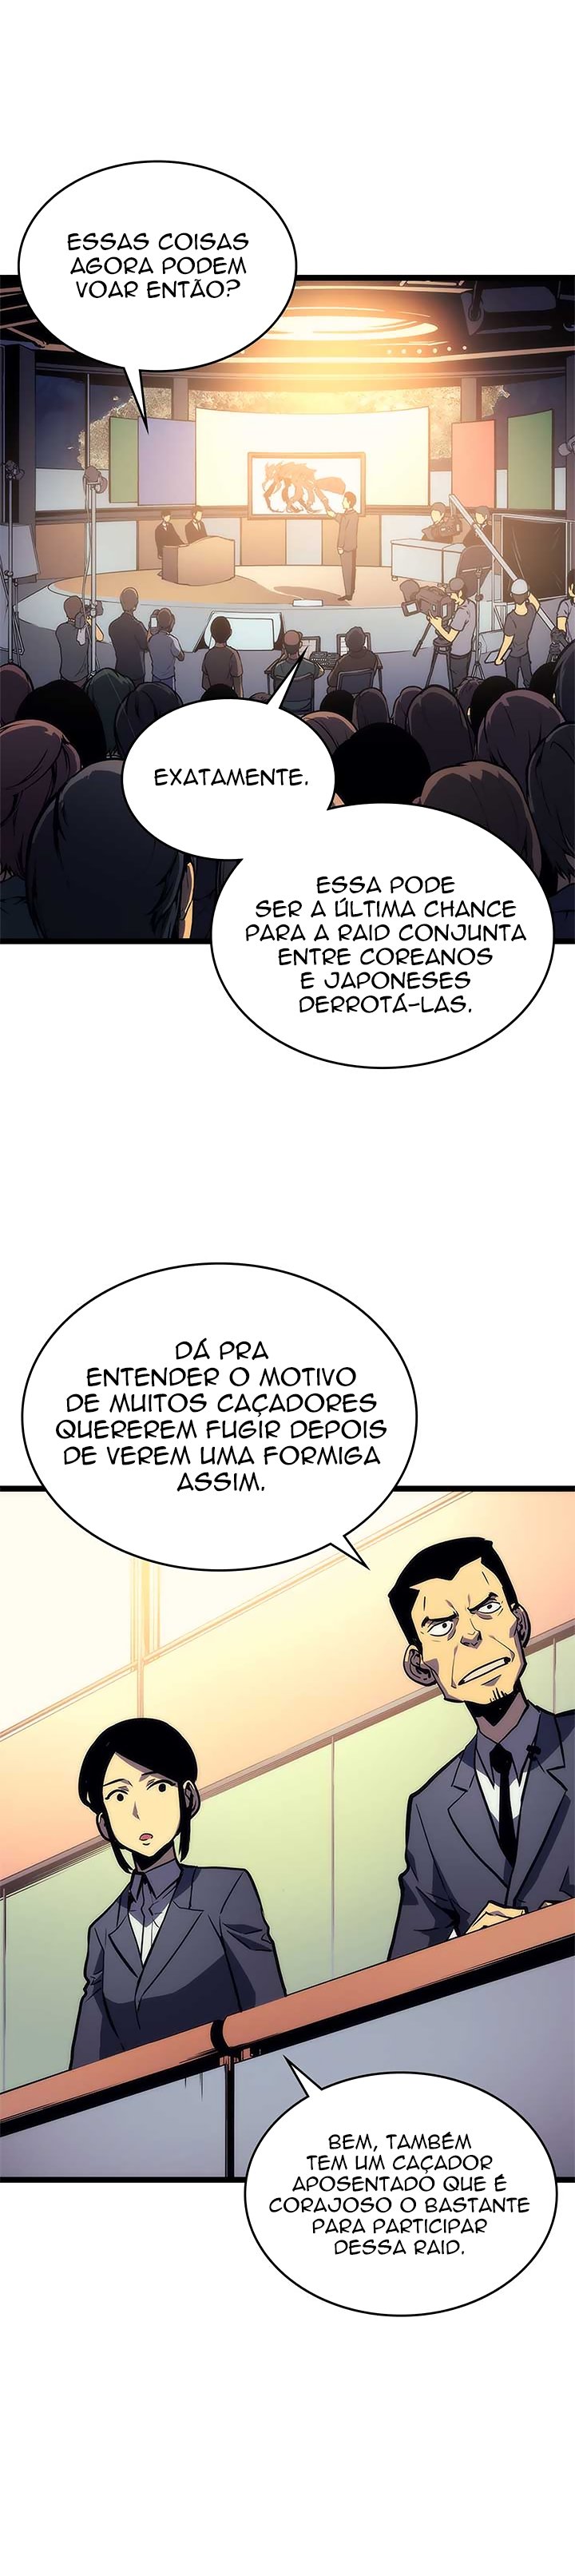 ESSAS COISAS
AGORA PODEM
VOAR ENTÃO?
EXATAMENTE.
ESSA PODE
SER A ÚLTIMA CHANCE
PARA A RAID CONJUNTA
ENTRE COREANOS
E JAPONESES
DERROTÁ-LAS.
DÁ PRA
ENTENDER O MOTIVO
DE MUITOS CAÇADORES
QUEREREM FUGIR DEPOIS
DE VEREM UMA FORMIGA
ASSIM.
BEM, TAMBÉM
TEM UM CAÇADOR
APOSENTADO QUE É
CORAJOSO O BASTANTE
PARA PARTICIPAR
DESSA RAID.